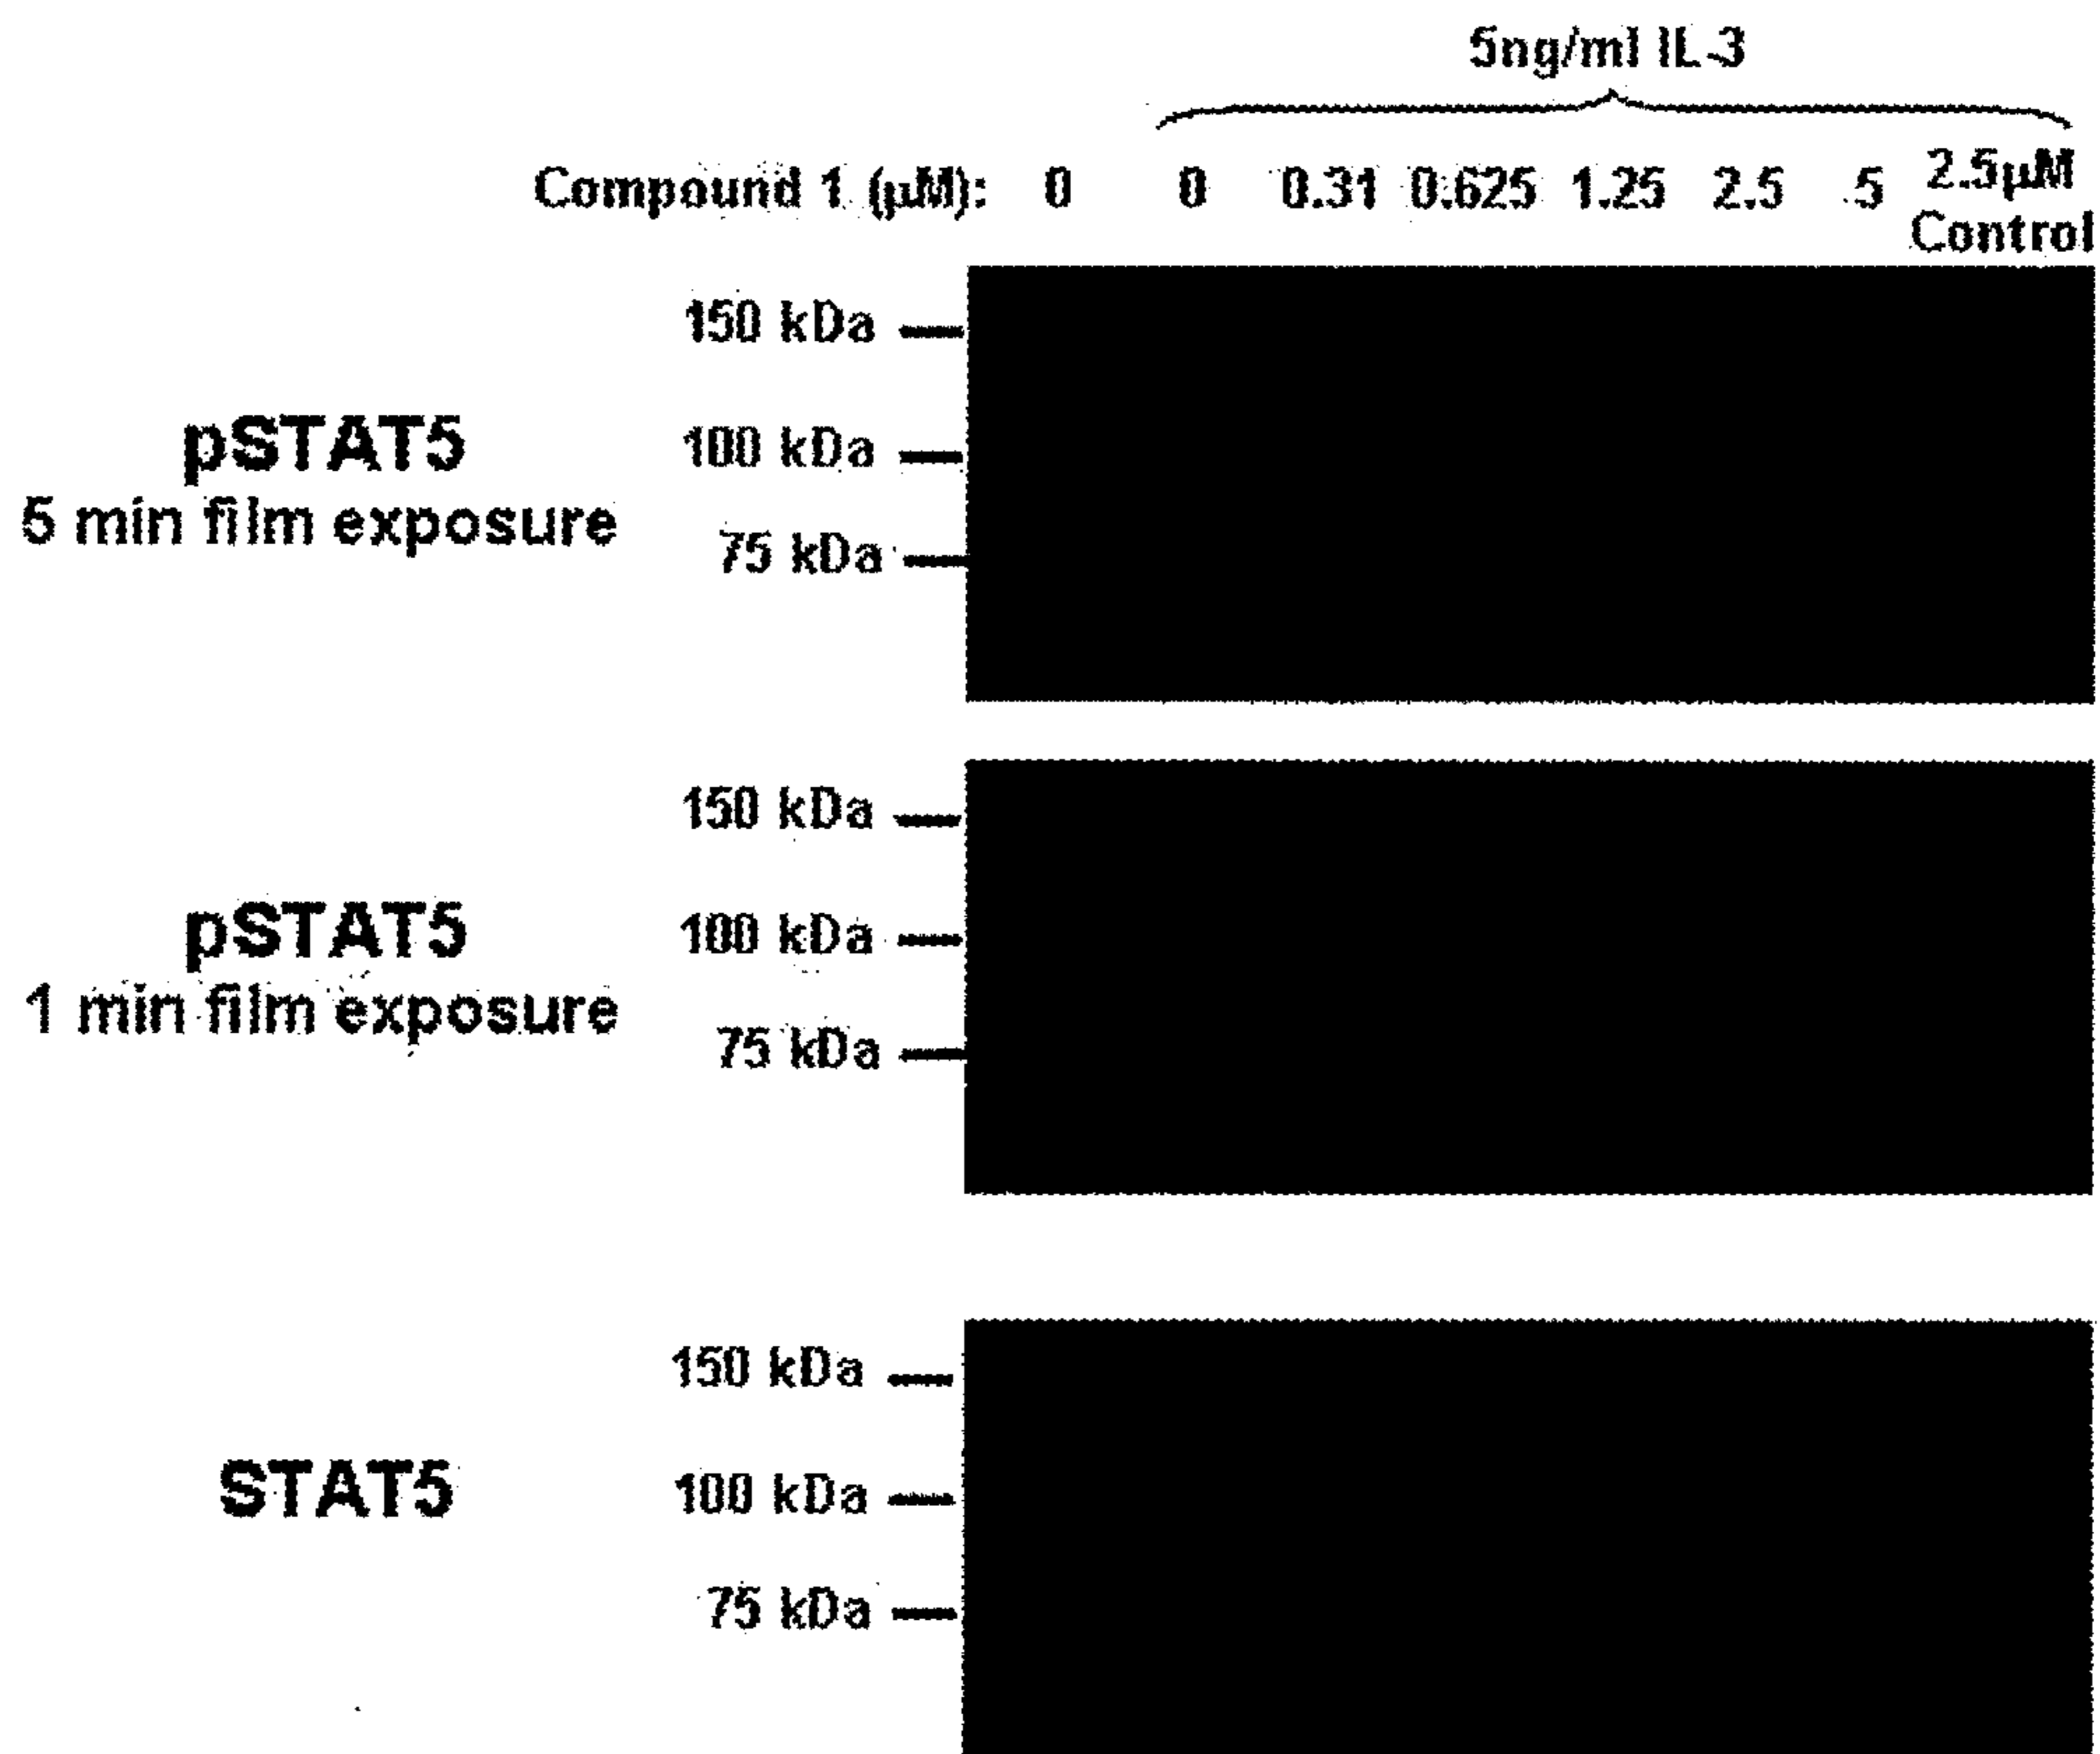 5ng/ml IL-3
Compound 1 (µM): 0 0 0.31 0.625 1.25 2.5 5 2.5µM
Control
150 kDa
100 kDa
pSTAT5
5 min film exposure
75 kDa
150 kDa
100 kDa
pSTAT5
1 min film exposure
75 kDa
150 kDa
100 kDa
STAT5
75 kDa